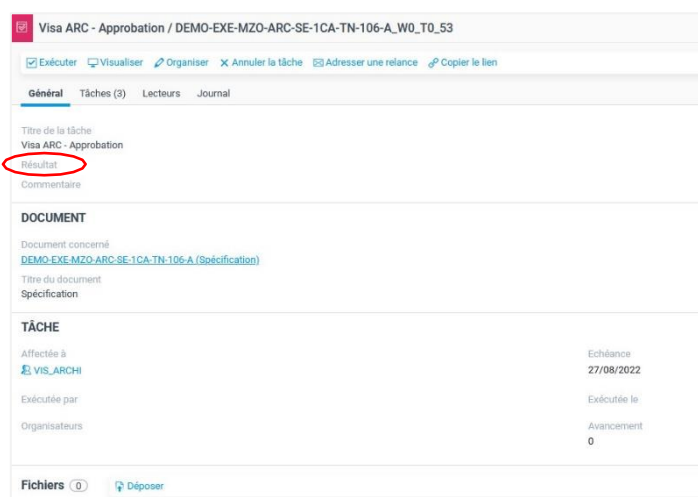 Visa ARC - Approbation / DEMO-EXE-MZO-ARC-SE-1CA-TN-106-A_W0_T0_53
Exécuter Visualiser Organiser Annuler la tâche Adresser une relance Copier le lien
Général Tâches (3) Lecteurs Journal
Titre de la tâche
Visa ARC - Approbation
Résultat
Commentaire
DOCUMENT
Document concerné
DEMO-EXE-MZO-ARC-SE-1CA-TN-106-A (Spécification)
Titre du document
Spécification
TÂCHE
Affectée à Echéance
VIS_ARCHI 27/08/2022
Exécutée par Exécutée le
Organisateurs Avancement
0
Fichiers 0 Déposer